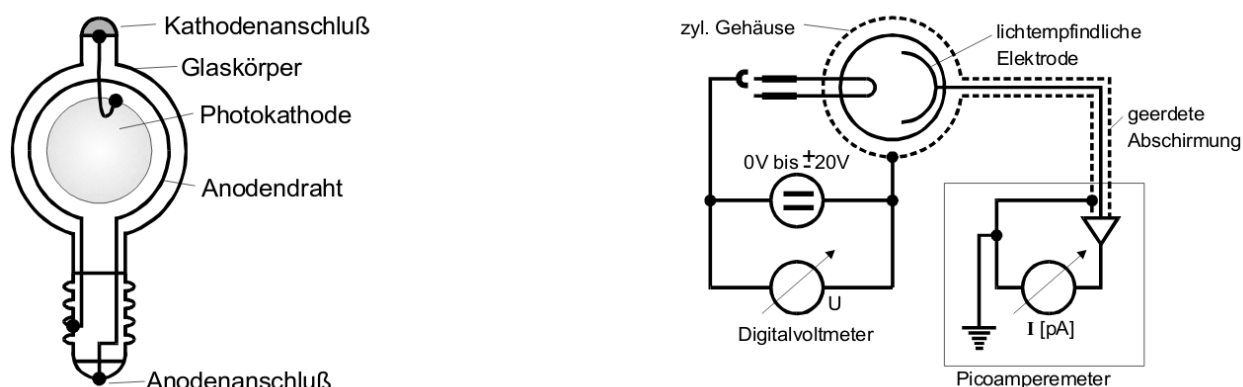 Kathodenanschluß
Glaskörper
Photokathode
Anodendraht
Anodenanschluß
zyl. Gehäuse
lichtempfindliche
Elektrode
geerdete
Abschirmung
0V bis ±20V
U
Digitalvoltmeter
I [pA]
Picoamperemeter